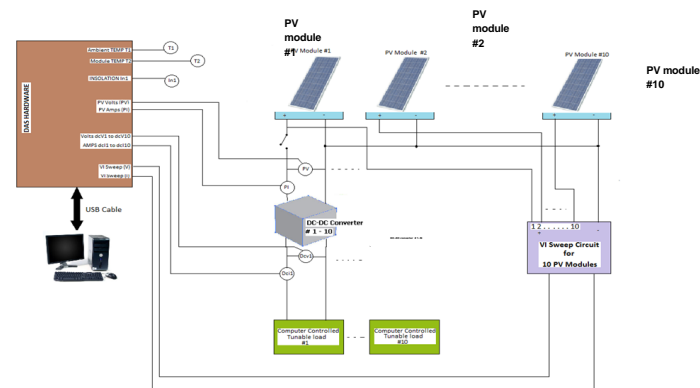 PV
module
#1
PV
module
#2
PV module
#10
PV Module #1
PV Module #2
PV Module #10
+ -
+ -
+ -
Ambient TEMP T1
Module TEMP T2
INSOLATION In1
PV Volts (PV)
PV Amps (PI)
Volts dcV1 to dcV10
AMPS dcI1 to dcI10
VI Sweep (V)
VI Sweep (I)
DAS HARDWARE
T1
T2
In1
USB Cable
PV
PI
DC-DC Converter
# 1 - 10
Dcv1
Dci1
1 2 . . . . . . 10
+ -
VI Sweep Circuit
for
10 PV Modules
Computer Controlled
Tunable load
#1
Computer Controlled
Tunable load
#10